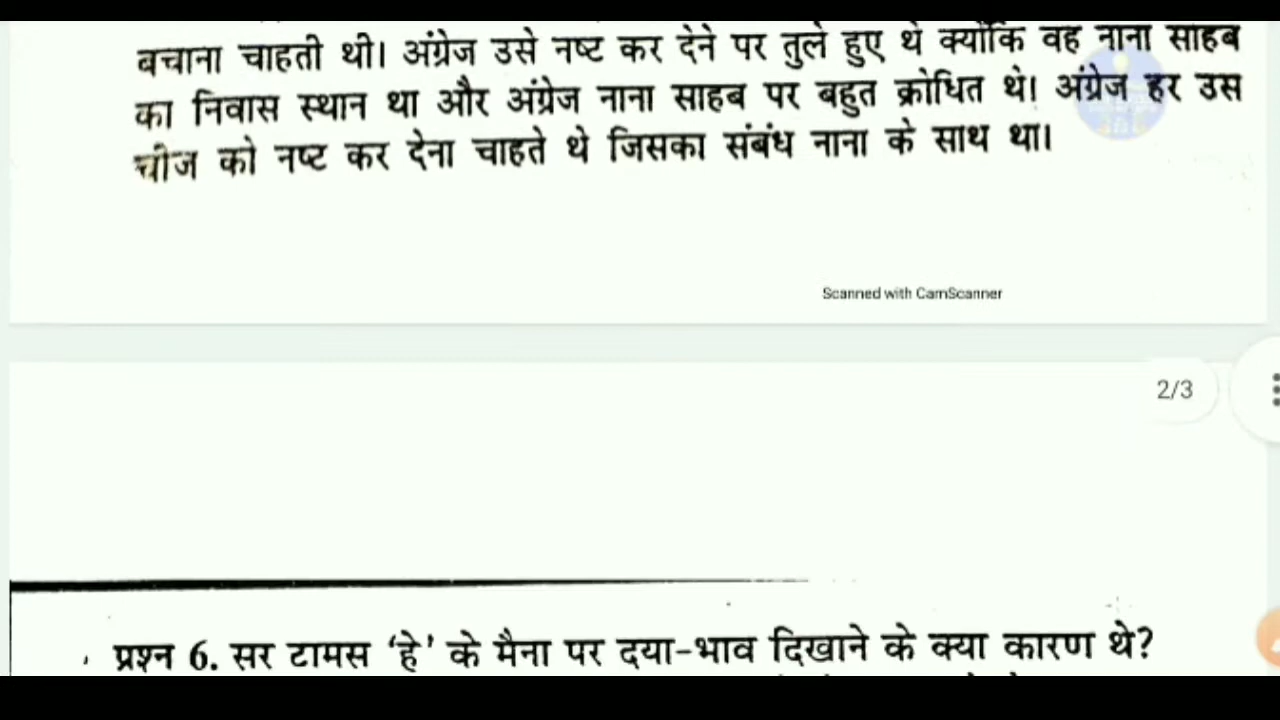 बचाना चाहती थी। अंग्रेज उसे नष्ट कर देने पर तुले हुए थे क्योंकि वह नाना साहब
का निवास स्थान था और अंग्रेज नाना साहब पर बहुत क्रोधित थे। अंग्रेज हर उस
चीज को नष्ट कर देना चाहते थे जिसका संबंध नाना के साथ था।
Scanned with CamScanner
2/3
प्रश्न 6. सर टामस ‘हे’ के मैना पर दया-भाव दिखाने के क्या कारण थे?